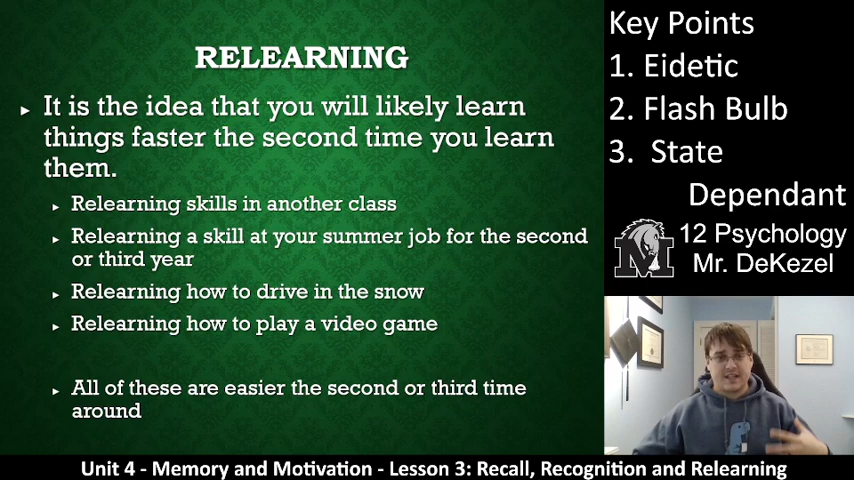 RELEARNING
It is the idea that you will likely learn
things faster the second time you learn
them.
Relearning skills in another class
Relearning a skill at your summer job for the second
or third year
Relearning how to drive in the snow
Relearning how to play a video game
All of these are easier the second or third time
around
Key Points
1. Eidetic
2. Flash Bulb
3. State
Dependant
M
12 Psychology
Mr. DeKezel
Unit 4 - Memory and Motivation - Lesson 3: Recall, Recognition and Relearning